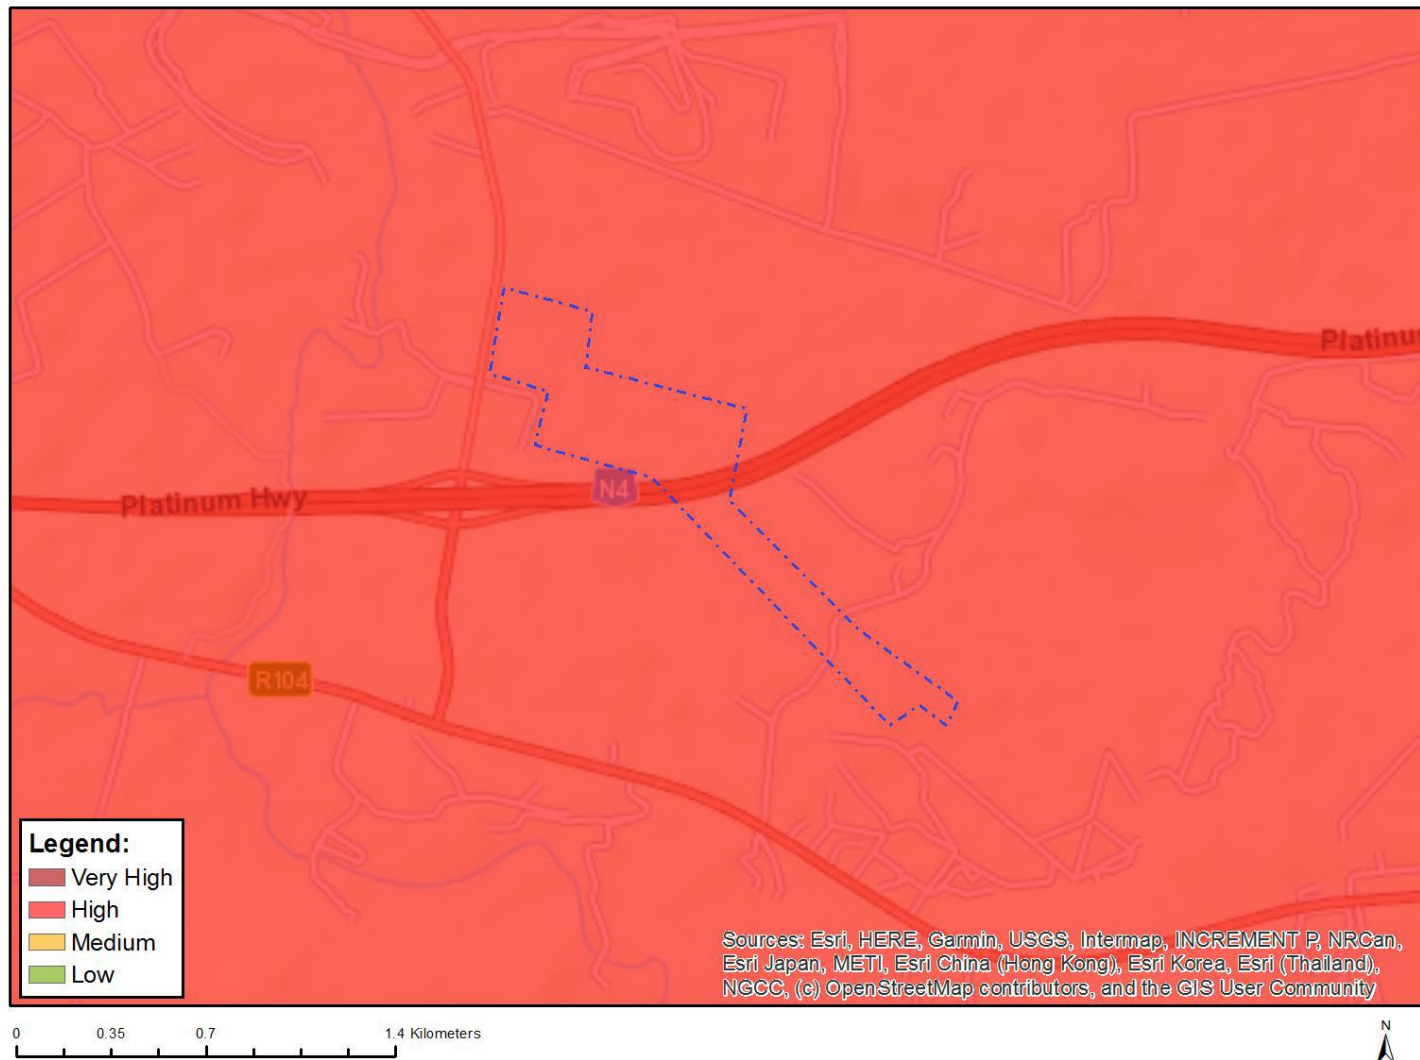 Platinu
N4
Platinum Hwy
R104
Legend:
Very High
High
Medium
Low
Sources: Esri, HERE, Garmin, USGS, Intermap, INCREMENT P, NRCan,
Esri Japan, METI, Esri China (Hong Kong), Esri Korea, Esri (Thailand),
NGCC, (c) OpenStreetMap contributors, and the GIS User Community
0 0.35 0.7 1.4 Kilometers
N